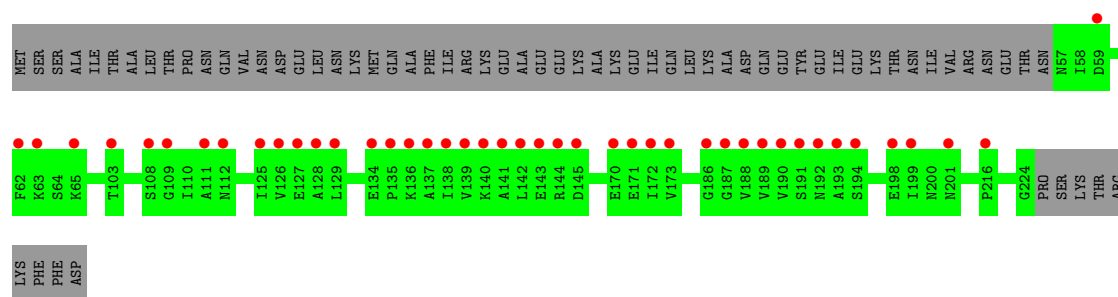 MET SER SER ALA ILE THR ALA LEU THR PRO ASN GLN VAL ASN ASP GLU LEU ASN LYS MET GLN ALA PHE ILE ARG LYS GLU ALA GLU GLU LYS ALA LYS GLU ILE GLN LEU LYS ALA ASP GLN GLU TYR GLU ILE GLU LYS THR ASN ILE VAL ARG ASN GLU THR ASN N57 I58 D59
F62 K63 S64 K65 T103 S108 G109 I110 A111 N112 I125 V126 E127 A128 L129 E134 P135 K136 A137 I138 V139 K140 A141 L142 E143 R144 D145 E170 E171 I172 V173 G186 G187 V188 V189 V190 S191 N192 A193 S194 E198 I199 N200 N201 P216 G224 PRO SER LYS THR ARG
LYS PHE PHE ASP